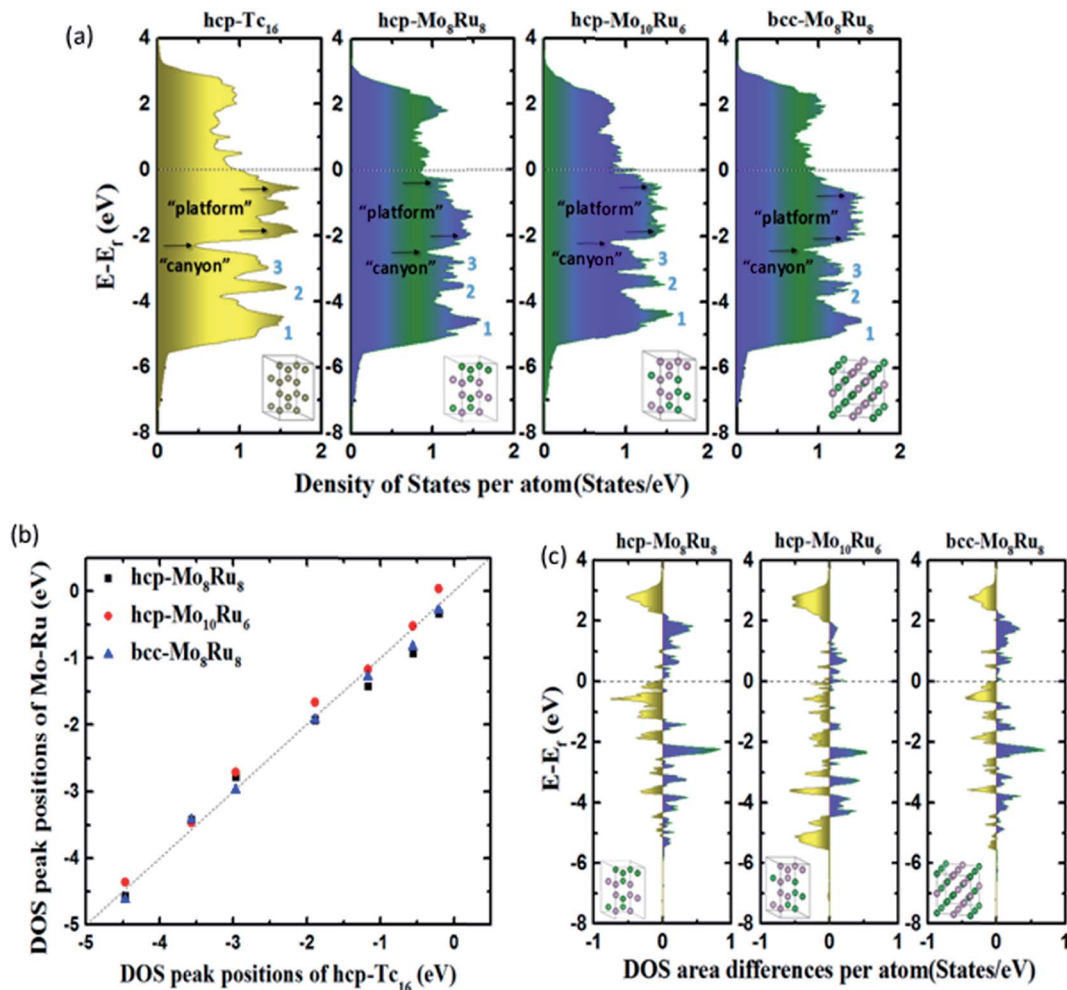 (a)
hcp-Tc16 hcp-Mo8Ru8 hcp-Mo10Ru6 bcc-Mo8Ru8
4
2
0
-2
-4
-6
-8
E-Ef (eV)
"platform" "platform" "platform" "platform"
"canyon" "canyon" "canyon" "canyon"
3 3 3 3
2 2 2 2
1 1 1 1
0 1 2 0 1 2 0 1 2 0 1 2
Density of States per atom(States/eV)
(b)
DOS peak positions of Mo-Ru (eV)
hcp-Mo8Ru8
hcp-Mo10Ru6
bcc-Mo8Ru8
0
-1
-2
-3
-4
-5
-5 -4 -3 -2 -1 0
DOS peak positions of hcp-Tc16 (eV)
(c)
hcp-Mo8Ru8 hcp-Mo10Ru6 bcc-Mo8Ru8
4
2
0
-2
-4
-6
-8
E-Ef (eV)
-1 0 1 -1 0 1 -1 0 1
DOS area differences per atom(States/eV)